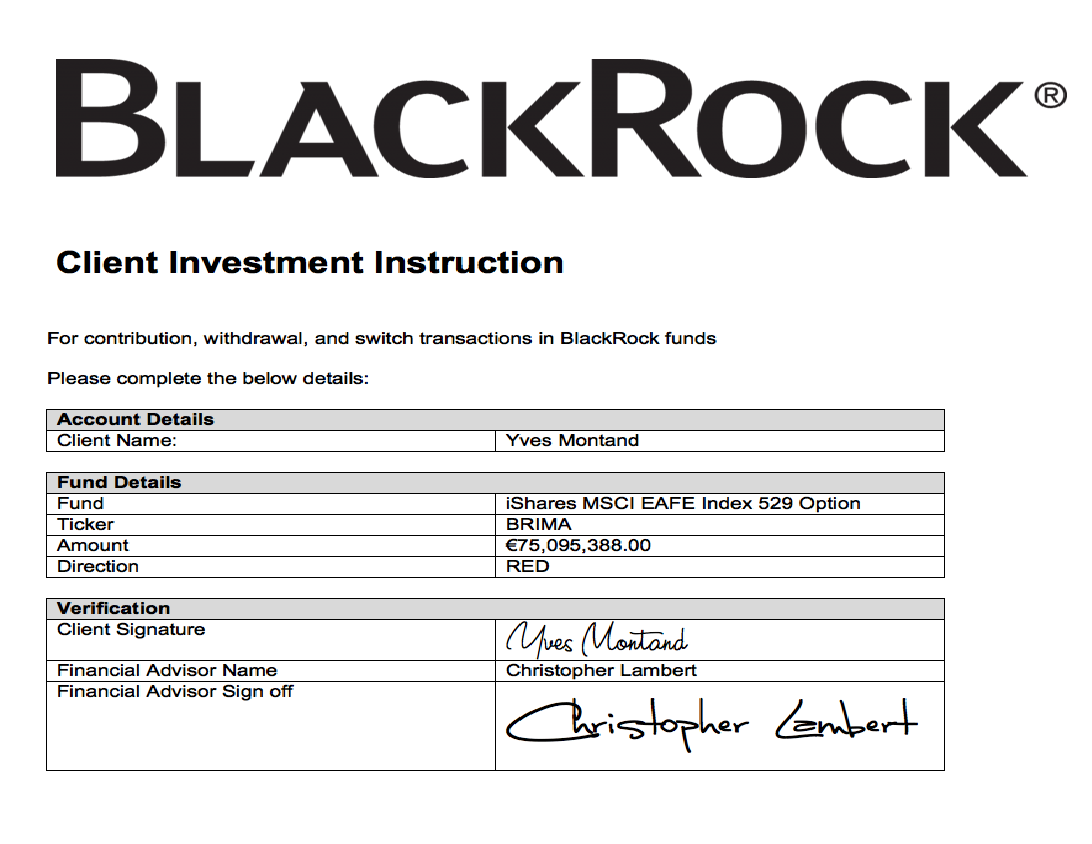 BLACKROCK®
Client Investment Instruction
For contribution, withdrawal, and switch transactions in BlackRock funds
Please complete the below details:
Account Details
Client Name: Yves Montand
Fund Details
Fund iShares MSCI EAFE Index 529 Option
Ticker BRIMA
Amount €75,095,388.00
Direction RED
Verification
Client Signature Yves Montand
Financial Advisor Name Christopher Lambert
Financial Advisor Sign off Christopher Lambert